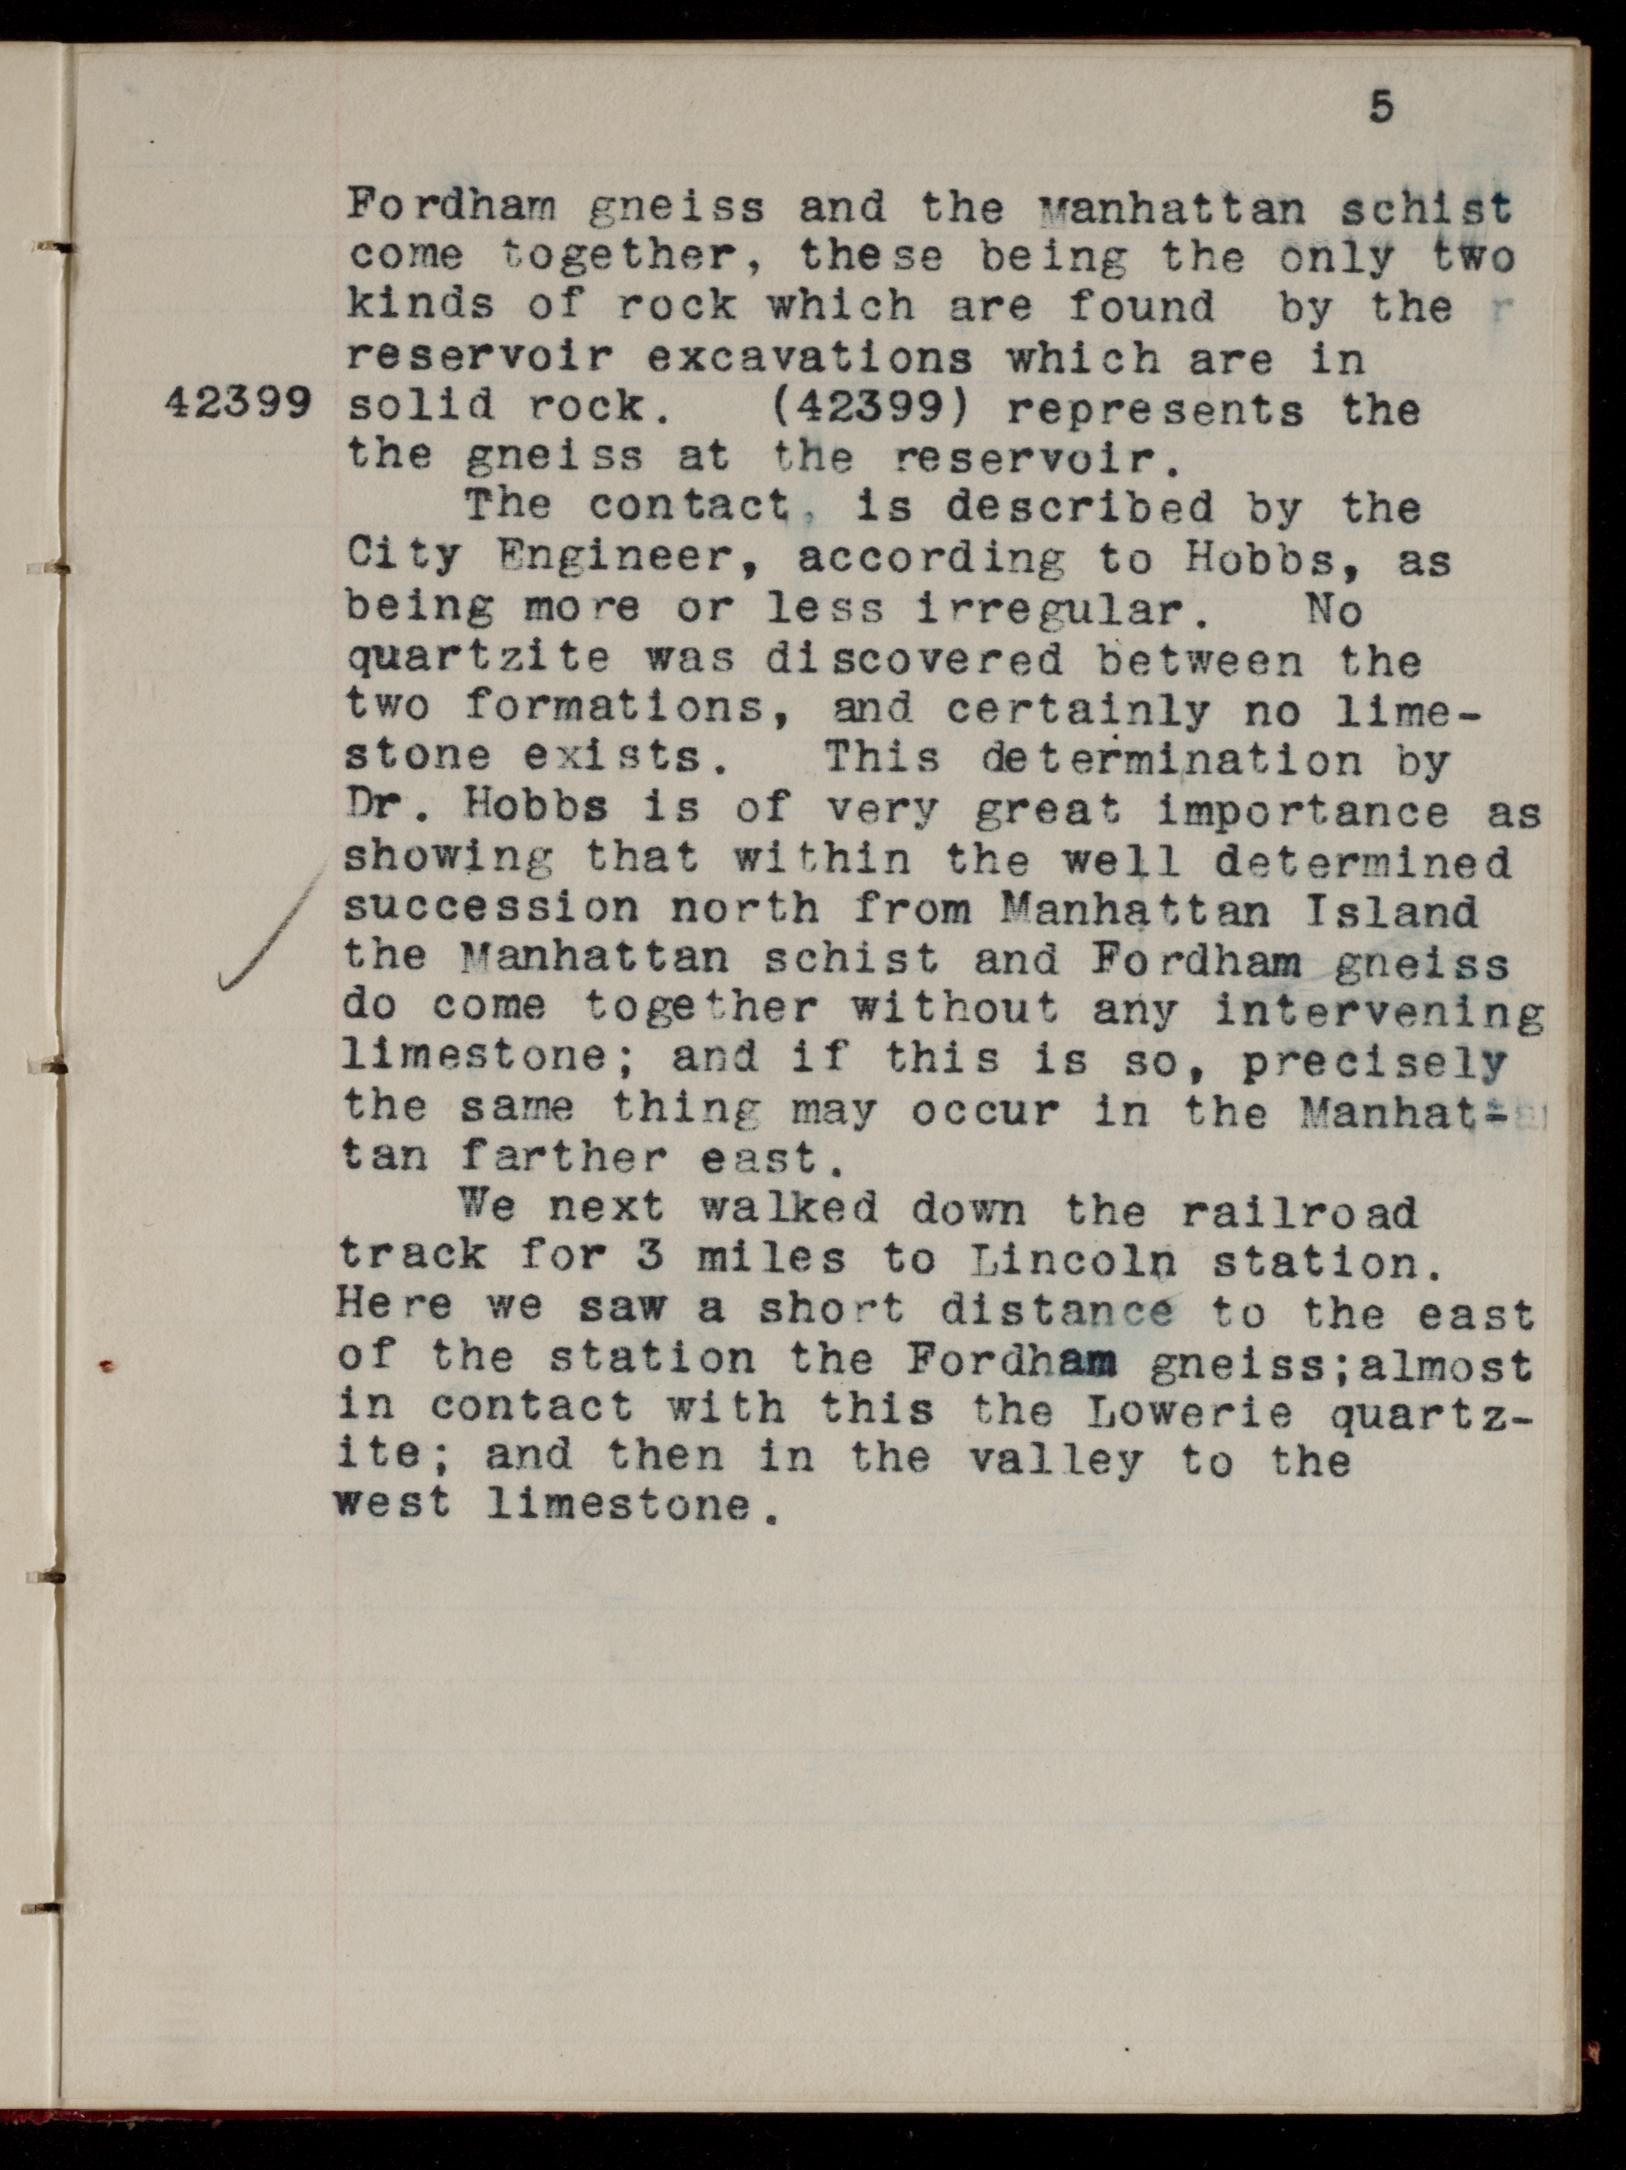 5
Fordham gneiss and the Manhattan schist
come together, these being the only two
kinds of rock which are found by the r
reservoir excavations which are in
42399 solid rock. (42399) represents the
the gneiss at the reservoir.
The contact, is described by the
City Engineer, according to Hobbs, as
being more or less irregular. No
quartzite was discovered between the
two formations, and certainly no lime-
stone exists. This determination by
Dr. Hobbs is of very great importance as
showing that within the well determined
succession north from Manhattan Island
the Manhattan schist and Fordham gneiss
do come together without any intervening
limestone; and if this is so, precisely
the same thing may occur in the Manhat-
tan farther east.
We next walked down the railroad
track for 3 miles to Lincoln station.
Here we saw a short distance to the east
of the station the Fordham gneiss;almost
in contact with this the Lowerie quartz-
ite; and then in the valley to the
west limestone.